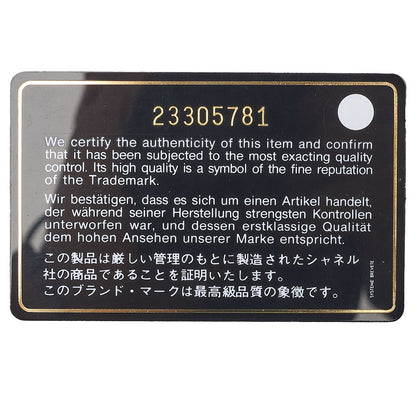 23305781
We certify the authenticity of this item and confirm
that it has been subjected to the most exacting quality
control. Its high quality is a symbol of the fine reputation
of the Trademark.
Wir bestätigen, dass es sich um einen Artikel handelt,
der während seiner Herstellung strengsten Kontrollen
unterworfen war, und dessen erstklassige Qualität
dem hohen Ansehen unserer Marke entspricht.
この製品は厳しい管理のもとに製造されたシャネル
社の商品であることを証明いたします。
このブランド・マークは最高級品質の象徴です。
SYSTEME BREVETE